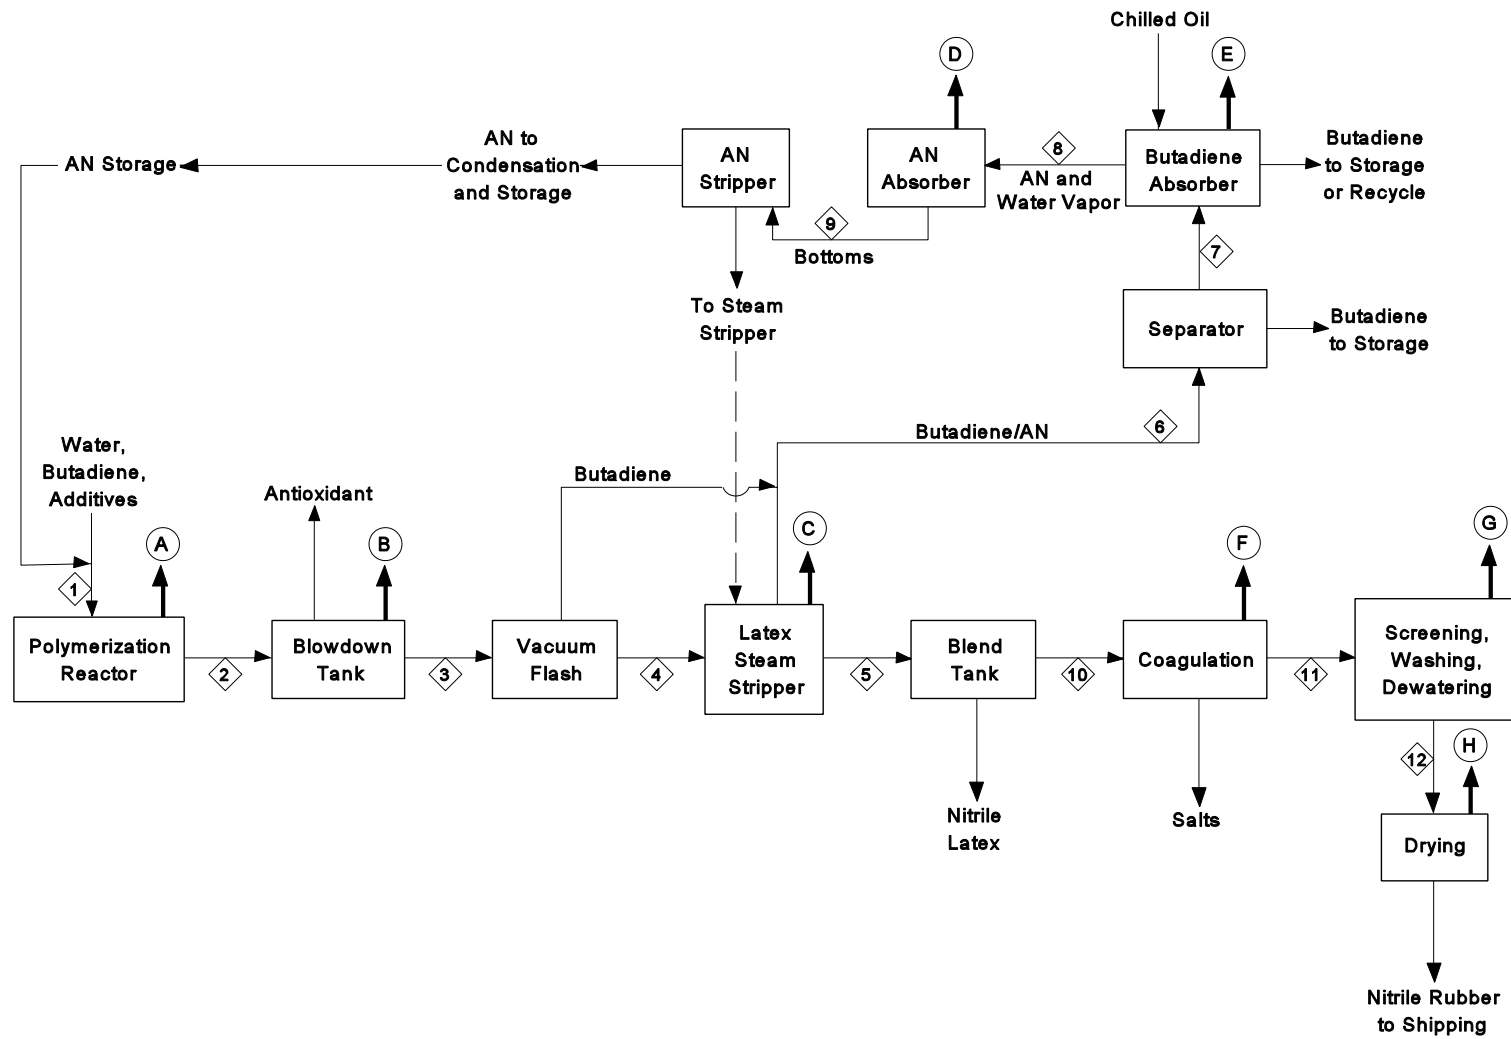 Chilled Oil
D
E
AN Storage
AN to
Condensation
and Storage
AN
Stripper
AN
Absorber
8
AN and
Water Vapor
Butadiene
Absorber
Butadiene
to Storage
or Recycle
9
Bottoms
7
To Steam
Stripper
Separator
Butadiene
to Storage
Butadiene/AN
6
Water,
Butadiene,
Additives
Butadiene
Antioxidant
A
B
C
F
G
1
Polymerization
Reactor
2
Blowdown
Tank
3
Vacuum
Flash
4
Latex
Steam
Stripper
5
Blend
Tank
10
Coagulation
11
Screening,
Washing,
Dewatering
12
H
Nitrile
Latex
Salts
Drying
Nitrile Rubber
to Shipping